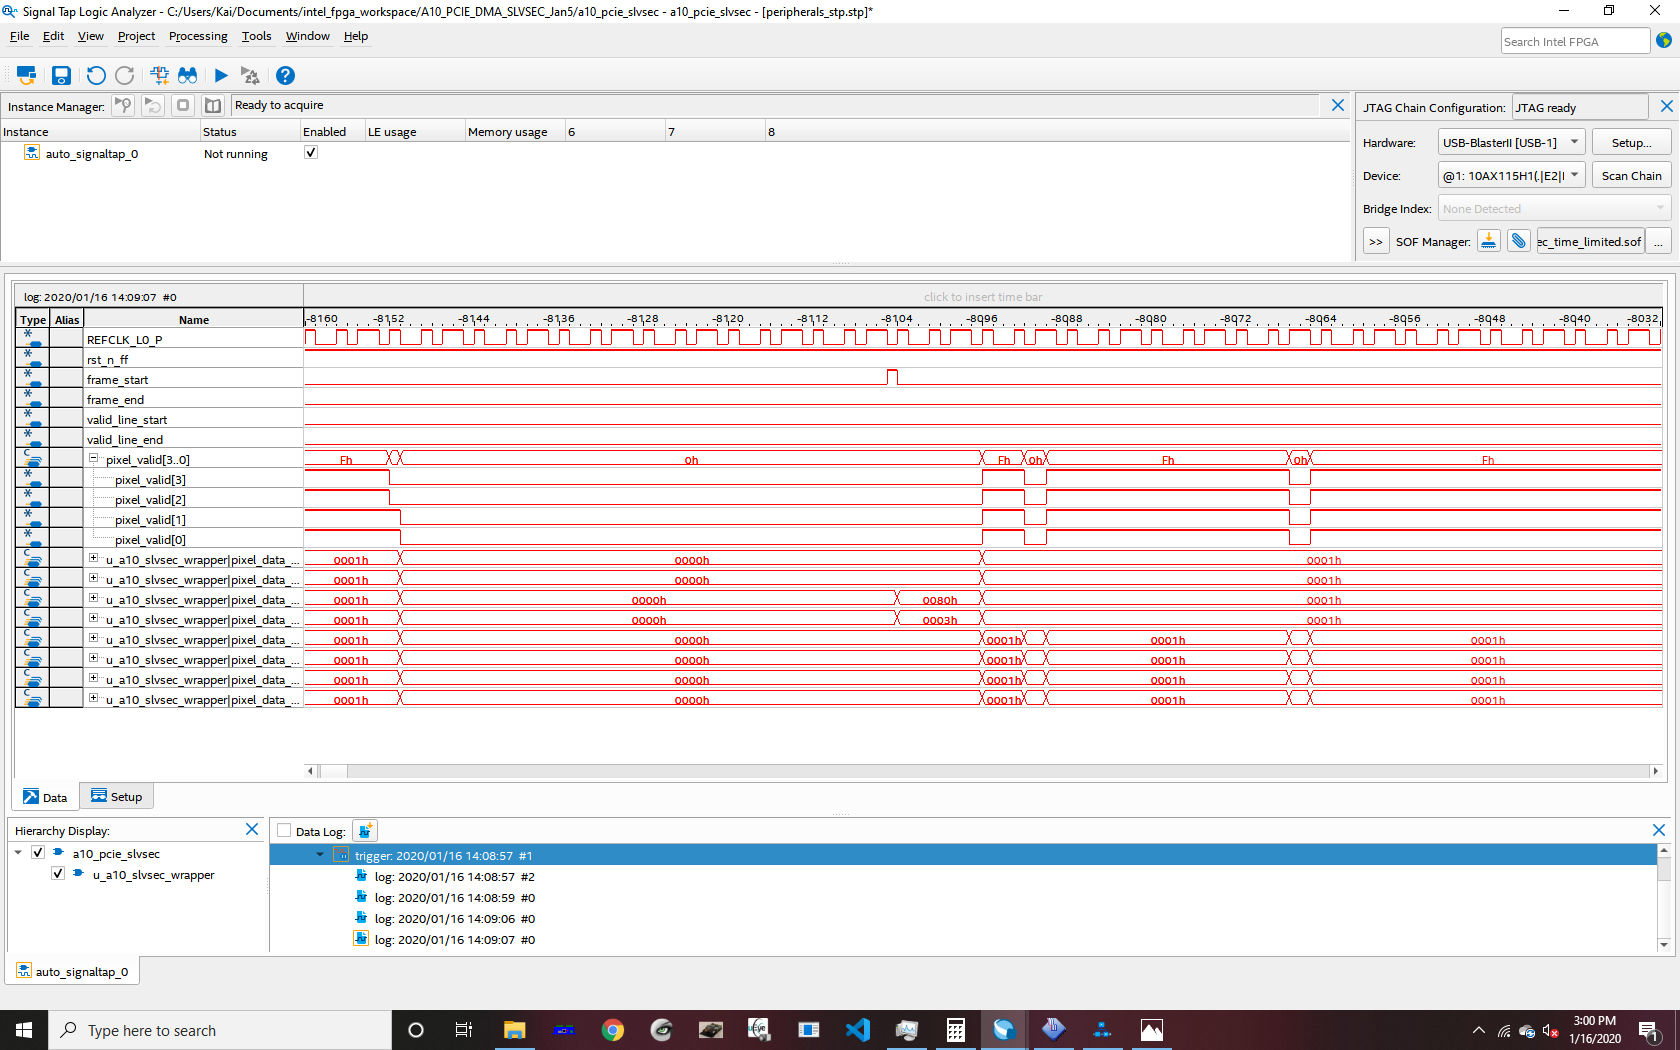 Signal Tap Logic Analyzer - C:/Users/Kai/Documents/intel_fpga_workspace/A10_PCIE_DMA_SLVSEC_Jan5/a10_pcie_slvsec - a10_pcie_slvsec - [peripherals_stp.stp]*
File Edit View Project Processing Tools Window Help
Search Intel FPGA
Instance Manager: Ready to acquire
Instance Status Enabled LE usage Memory usage 6 7 8
auto_signaltap_0 Not running
JTAG Chain Configuration: JTAG ready
Hardware: USB-BlasterII [USB-1] Setup...
Device: @1: 10AX115H1(.|E2|I Scan Chain
Bridge Index: None Detected
>> SOF Manager: ec_time_limited.sof ...
log: 2020/01/16 14:09:07 #0 click to insert time bar
Type Alias Name -8160 -8152 -8144 -8136 -8128 -8120 -8112 -8104 -8096 -8088 -8080 -8072 -8064 -8056 -8048 -8040 -8032
REFCLK_L0_P
rst_n_ff
frame_start
frame_end
valid_line_start
valid_line_end
pixel_valid[3..0] Fh 0h Fh 0h Fh 0h Fh
pixel_valid[3]
pixel_valid[2]
pixel_valid[1]
pixel_valid[0]
u_a10_slvsec_wrapper|pixel_data_... 0001h 0000h 0001h
u_a10_slvsec_wrapper|pixel_data_... 0001h 0000h 0001h
u_a10_slvsec_wrapper|pixel_data_... 0001h 0000h 0080h 0001h
u_a10_slvsec_wrapper|pixel_data_... 0001h 0000h 0003h 0001h
u_a10_slvsec_wrapper|pixel_data_... 0001h 0000h 0001h 0001h 0001h
u_a10_slvsec_wrapper|pixel_data_... 0001h 0000h 0001h 0001h 0001h
u_a10_slvsec_wrapper|pixel_data_... 0001h 0000h 0001h 0001h 0001h
u_a10_slvsec_wrapper|pixel_data_... 0001h 0000h 0001h 0001h 0001h
Data Setup
Hierarchy Display:
a10_pcie_slvsec
u_a10_slvsec_wrapper
Data Log:
trigger: 2020/01/16 14:08:57 #1
log: 2020/01/16 14:08:57 #2
log: 2020/01/16 14:08:59 #0
log: 2020/01/16 14:09:06 #0
log: 2020/01/16 14:09:07 #0
auto_signaltap_0
Type here to search
3:00 PM
1/16/2020
1